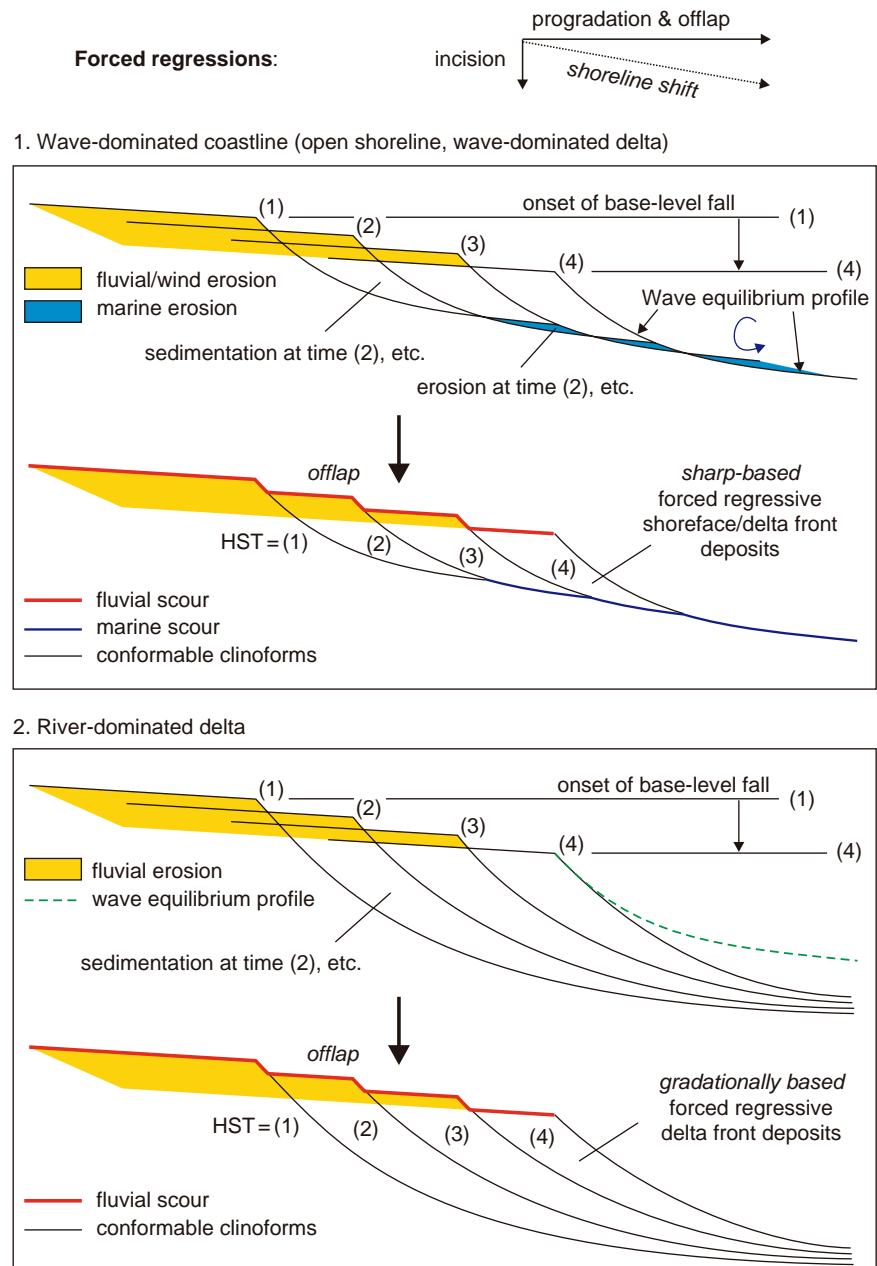 progradation & offlap
Forced regressions:
incision
shoreline shift
1. Wave-dominated coastline (open shoreline, wave-dominated delta)
(1)
onset of base-level fall
(1)
(2)
(3)
(4)
(4)
fluvial/wind erosion
marine erosion
Wave equilibrium profile
sedimentation at time (2), etc.
erosion at time (2), etc.
offlap
sharp-based
forced regressive
shoreface/delta front
deposits
HST = (1)
(2)
(3)
(4)
fluvial scour
marine scour
conformable clinoforms
2. River-dominated delta
(1)
onset of base-level fall
(1)
(2)
(3)
(4)
(4)
fluvial erosion
wave equilibrium profile
sedimentation at time (2), etc.
offlap
gradationally based
forced regressive
delta front deposits
HST = (1)
(2)
(3)
(4)
fluvial scour
conformable clinoforms